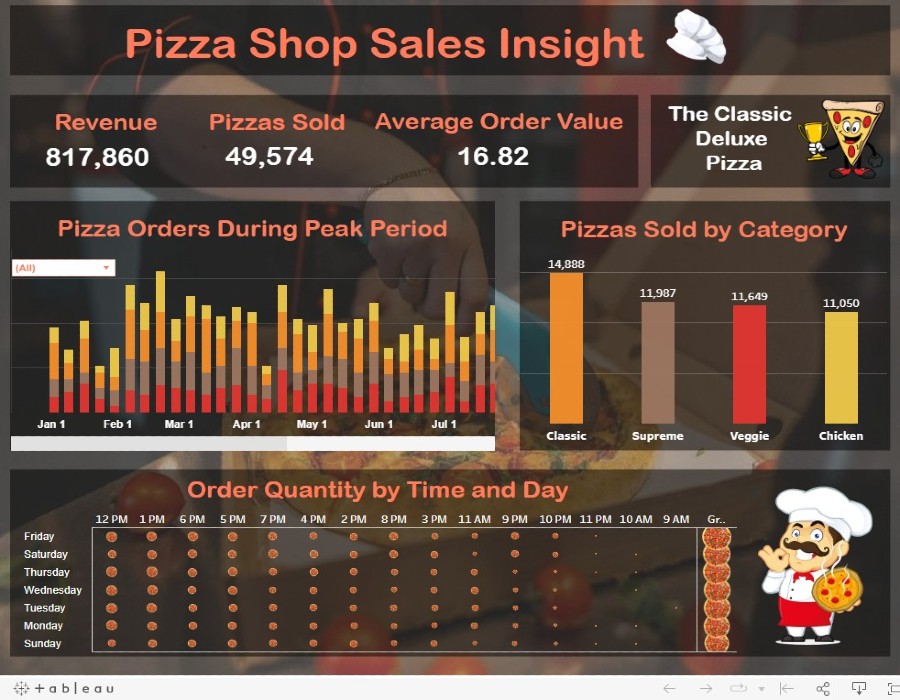 Pizza Shop Sales Insight
Revenue
Pizzas Sold
Average Order Value
817,860
49,574
16.82
The Classic
Deluxe
Pizza
Pizza Orders During Peak Period
(All)
Jan 1 Feb 1 Mar 1 Apr 1 May 1 Jun 1 Jul 1
Pizzas Sold by Category
14,888
11,987
11,649
11,050
Classic Supreme Veggie Chicken
Order Quantity by Time and Day
12 PM 1 PM 6 PM 5 PM 7 PM 4 PM 2 PM 8 PM 3 PM 11 AM 9 PM 10 PM 11 PM 10 AM 9 AM Gr..
Friday
Saturday
Thursday
Wednesday
Tuesday
Monday
Sunday
+ableau